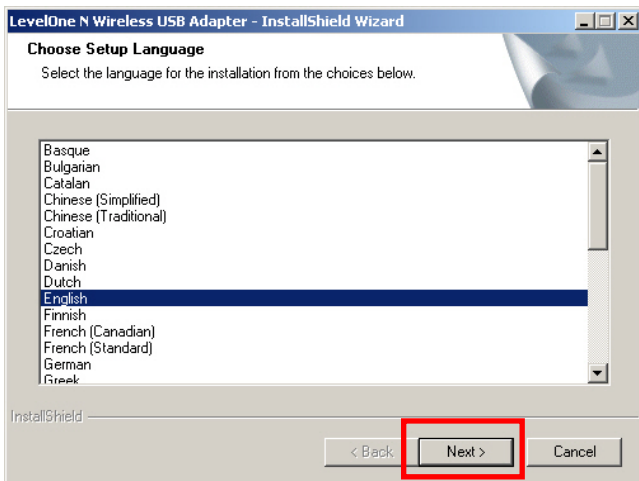 LevelOne N Wireless USB Adapter - InstallShield Wizard
Choose Setup Language
Select the language for the installation from the choices below.
Basque
Bulgarian
Catalan
Chinese (Simplified)
Chinese (Traditional)
Croatian
Czech
Danish
Dutch
English
Finnish
French (Canadian)
French (Standard)
German
Greek
InstallShield
< Back Next > Cancel